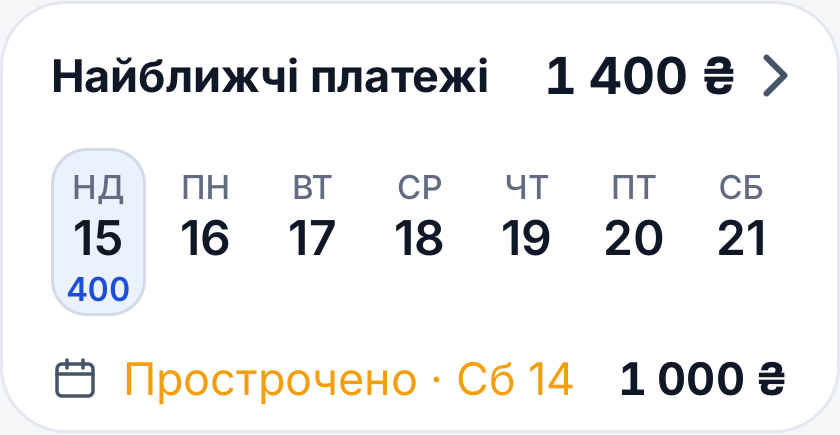 Найближчі платежі 1 400 ₴
НД ПН ВТ СР ЧТ ПТ СБ
15 16 17 18 19 20 21
400
Прострочено · Сб 14 1 000 ₴